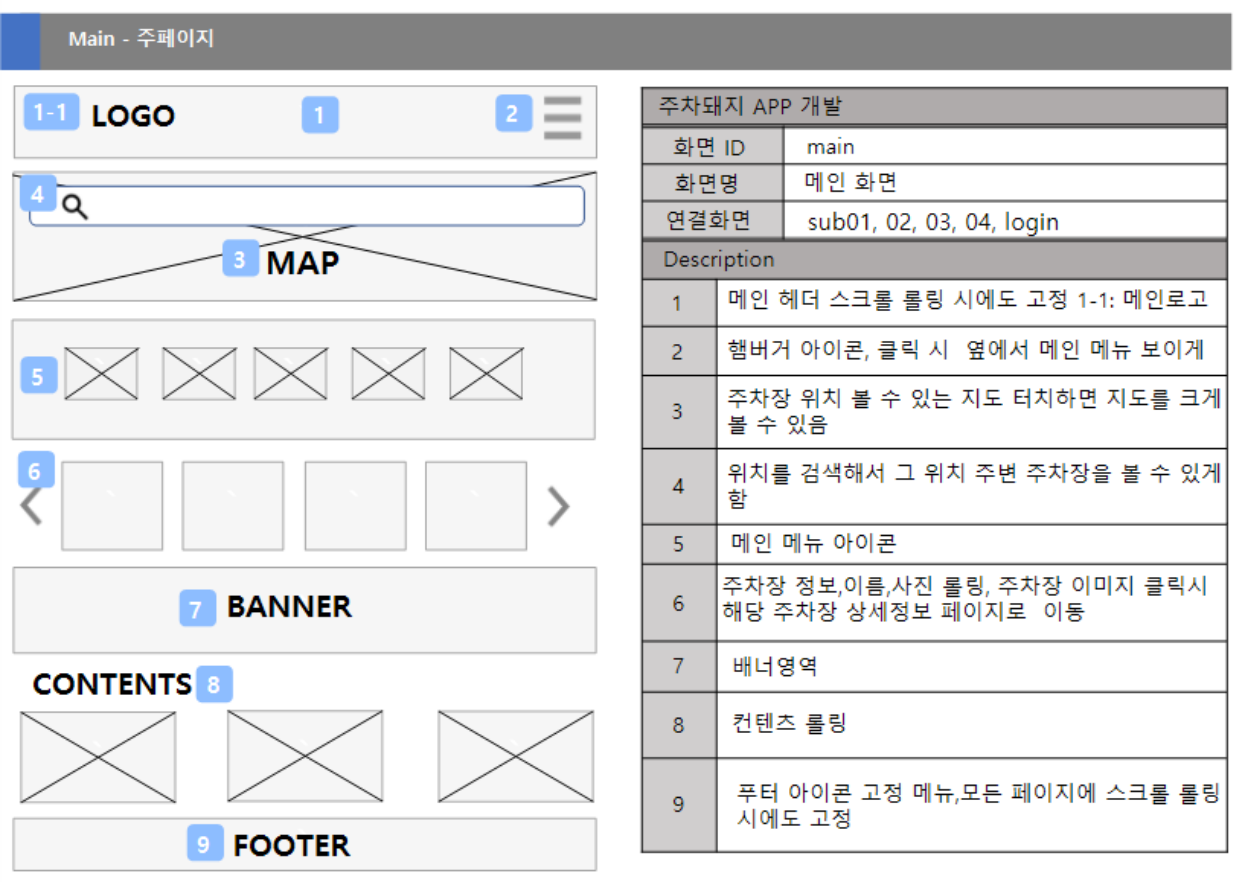 Main - 주페이지
1-1 LOGO 1 2
4
3 MAP
5
6
7 BANNER
CONTENTS 8
9 FOOTER
주차돼지 APP 개발
화면 ID main
화면명 메인 화면
연결화면 sub01, 02, 03, 04, login
Description
1 메인 헤더 스크롤 롤링 시에도 고정 1-1: 메인로고
2 햄버거 아이콘, 클릭 시 옆에서 메인 메뉴 보이게
3 주차장 위치 볼 수 있는 지도 터치하면 지도를 크게
볼 수 있음
4 위치를 검색해서 그 위치 주변 주차장을 볼 수 있게
함
5 메인 메뉴 아이콘
6 주차장 정보,이름,사진 롤링, 주차장 이미지 클릭시
해당 주차장 상세정보 페이지로 이동
7 배너영역
8 컨텐츠 롤링
9 푸터 아이콘 고정 메뉴,모든 페이지에 스크롤 롤링
시에도 고정